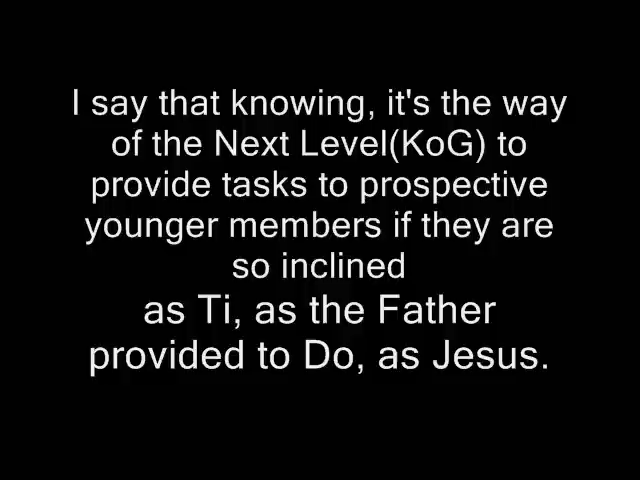 I say that knowing, it's the way
of the Next Level(KoG) to
provide tasks to prospective
younger members if they are
so inclined
as Ti, as the Father
provided to Do, as Jesus.